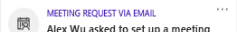 MEETING REQUEST VIA EMAIL
Alex Wu asked to set up a meeting